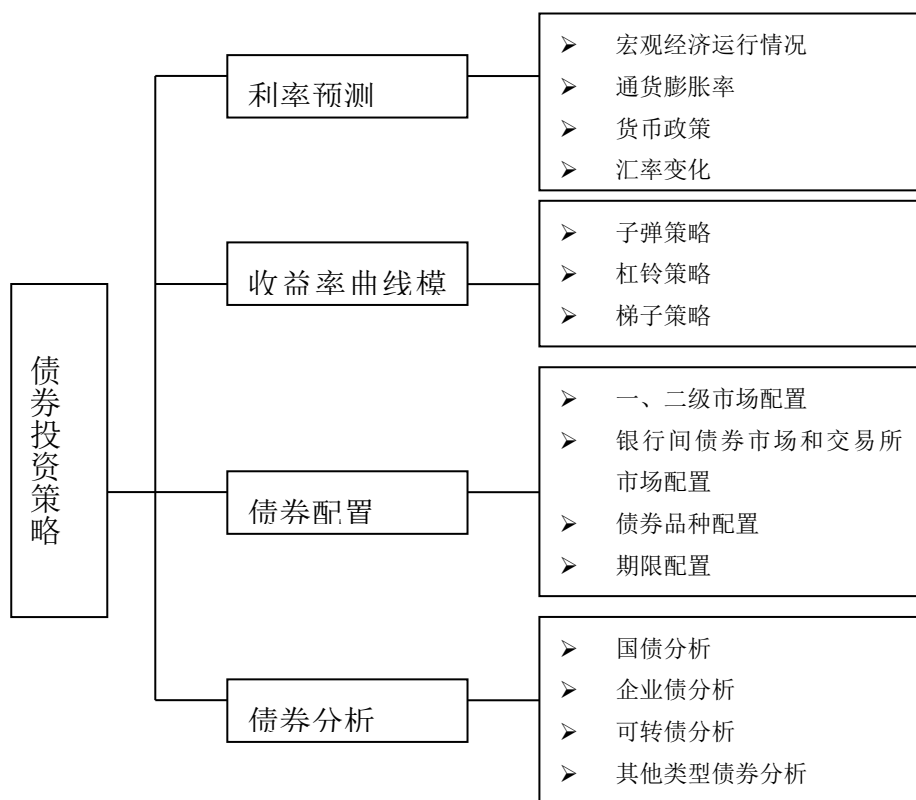 债券投资策略
利率预测
➢ 宏观经济运行情况
➢ 通货膨胀率
➢ 货币政策
➢ 汇率变化
收益率曲线模
➢ 子弹策略
➢ 杠铃策略
➢ 梯子策略
债券配置
➢ 一、二级市场配置
➢ 银行间债券市场和交易所
市场配置
➢ 债券品种配置
➢ 期限配置
债券分析
➢ 国债分析
➢ 企业债分析
➢ 可转债分析
➢ 其他类型债券分析